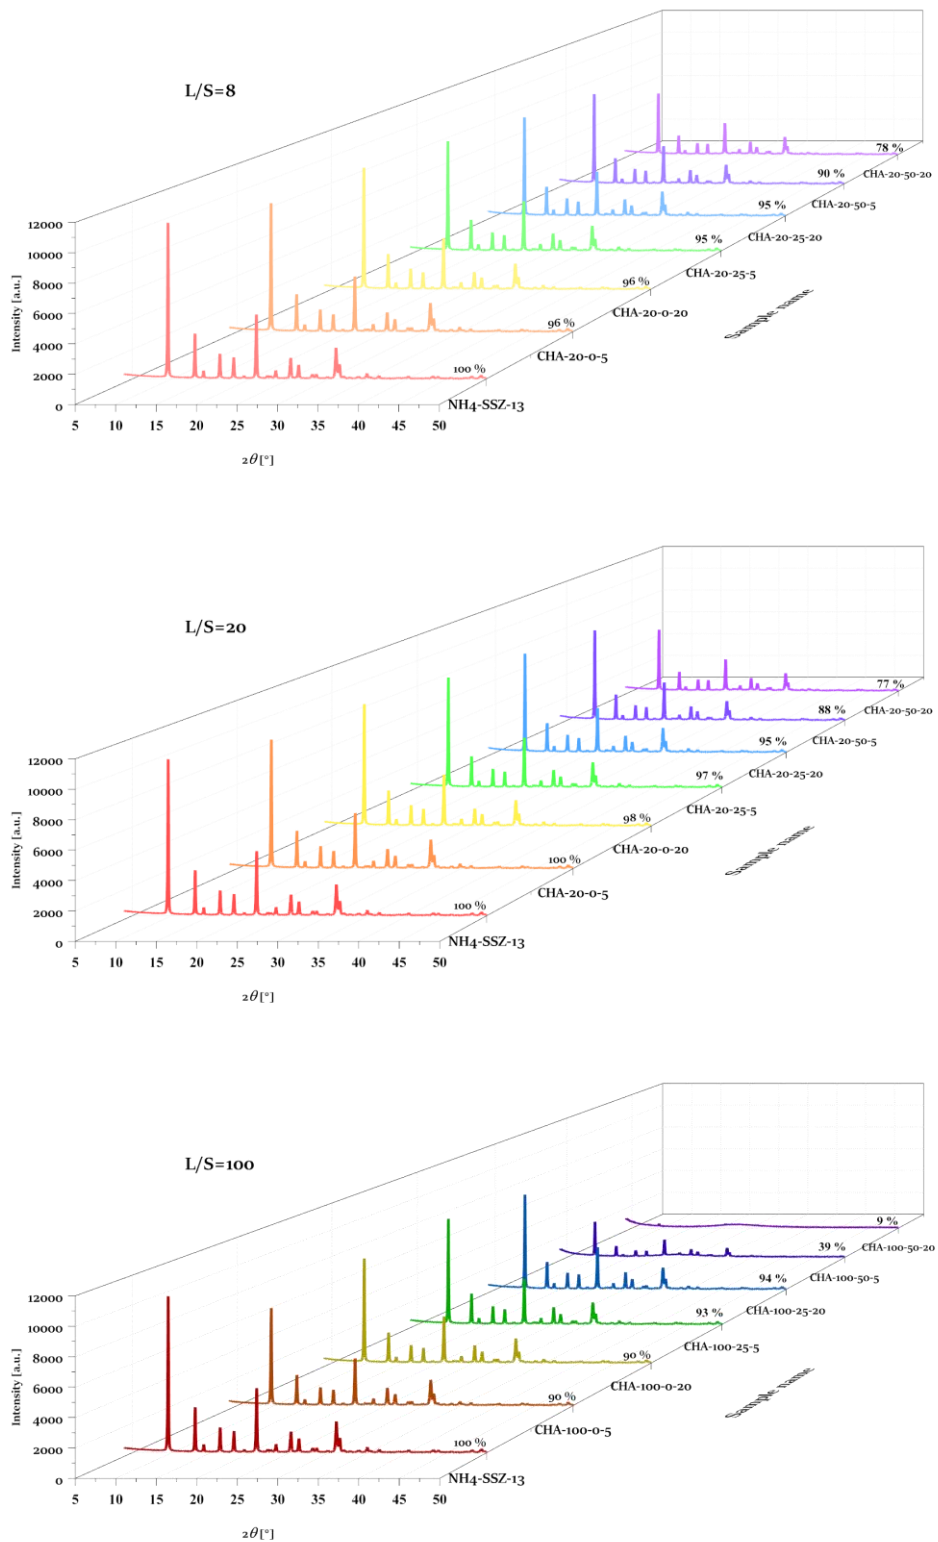 L/S=8
78 %
CHA-20-50-20
90 %
CHA-20-50-5
95 %
CHA-20-25-20
95 %
CHA-20-25-5
96 %
CHA-20-0-20
96 %
CHA-20-0-5
100 %
NH4-SSZ-13
Sample name
12000
10000
8000
6000
4000
2000
0
Intensity [a.u.]
5 10 15 20 25 30 35 40 45 50
2θ [°]
L/S=20
77 %
CHA-20-50-20
88 %
CHA-20-50-5
95 %
CHA-20-25-20
97 %
CHA-20-25-5
98 %
CHA-20-0-20
100 %
CHA-20-0-5
100 %
NH4-SSZ-13
Sample name
12000
10000
8000
6000
4000
2000
0
Intensity [a.u.]
5 10 15 20 25 30 35 40 45 50
2θ [°]
L/S=100
9 %
CHA-100-50-20
39 %
CHA-100-50-5
94 %
CHA-100-25-20
93 %
CHA-100-25-5
90 %
CHA-100-0-20
90 %
CHA-100-0-5
100 %
NH4-SSZ-13
Sample name
12000
10000
8000
6000
4000
2000
0
Intensity [a.u.]
5 10 15 20 25 30 35 40 45 50
2θ [°]